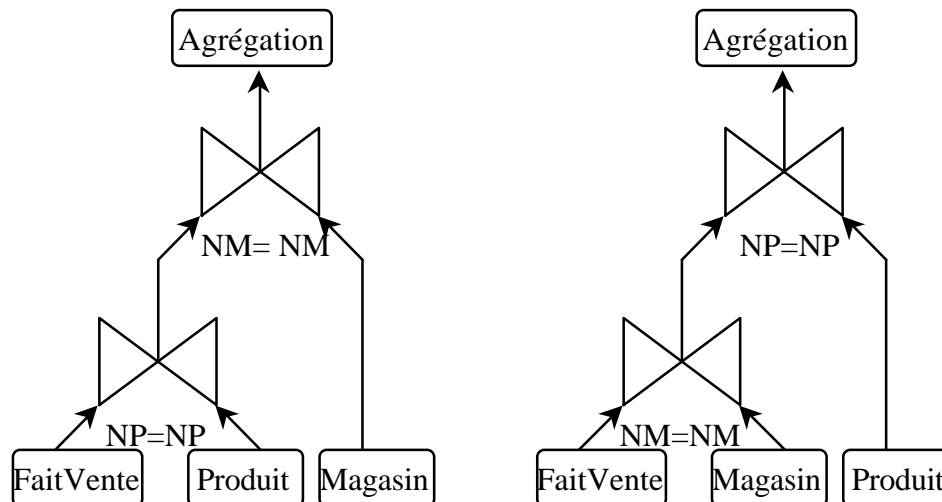 Agrégation
Agrégation
NM= NM
NP=NP
NP=NP
NM=NM
FaitVente
Produit
Magasin
FaitVente
Magasin
Produit